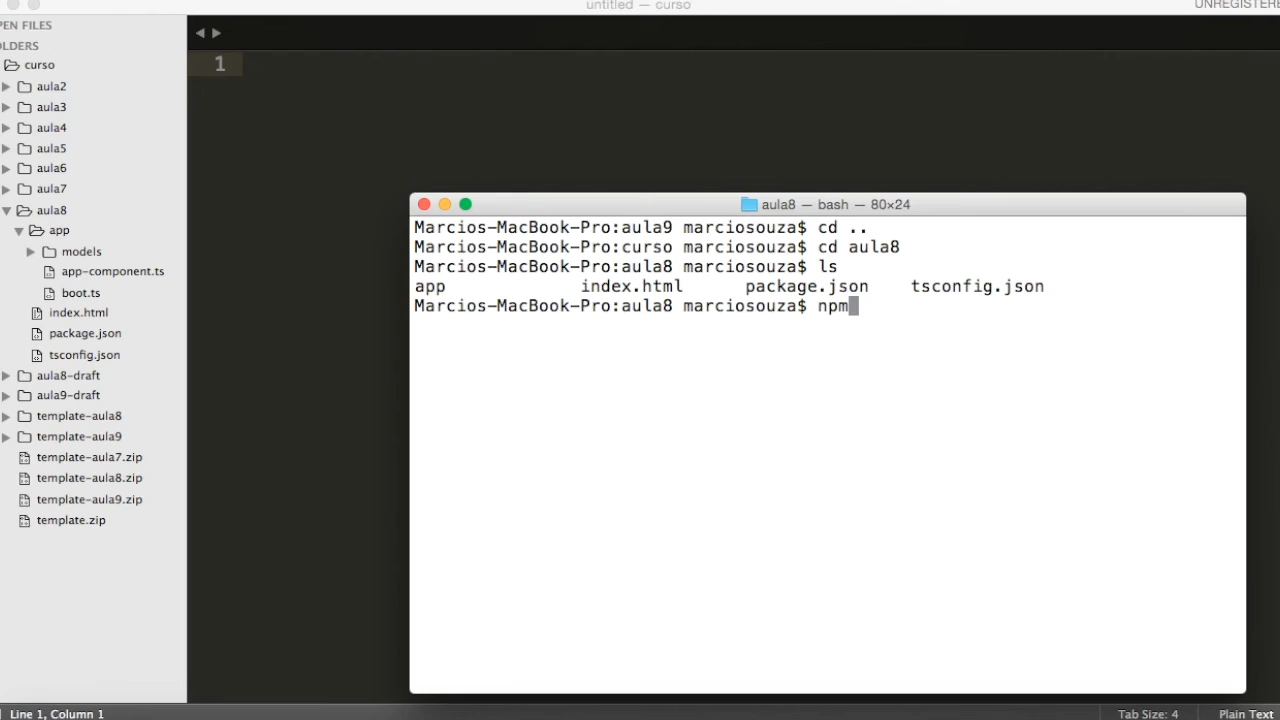 untitled — curso
UNREGISTERE
PEN FILES
OLDERS
curso
aula2
aula3
aula4
aula5
aula6
aula7
aula8
app
models
app-component.ts
boot.ts
index.html
package.json
tsconfig.json
aula8-draft
aula9-draft
template-aula8
template-aula9
template-aula7.zip
template-aula8.zip
template-aula9.zip
template.zip
1
aula8 — bash — 80×24
Marcios-MacBook-Pro:aula9 marciosouza$ cd ..
Marcios-MacBook-Pro:curso marciosouza$ cd aula8
Marcios-MacBook-Pro:aula8 marciosouza$ ls
app index.html package.json tsconfig.json
Marcios-MacBook-Pro:aula8 marciosouza$ npm
Line 1, Column 1
Tab Size: 4
Plain Text